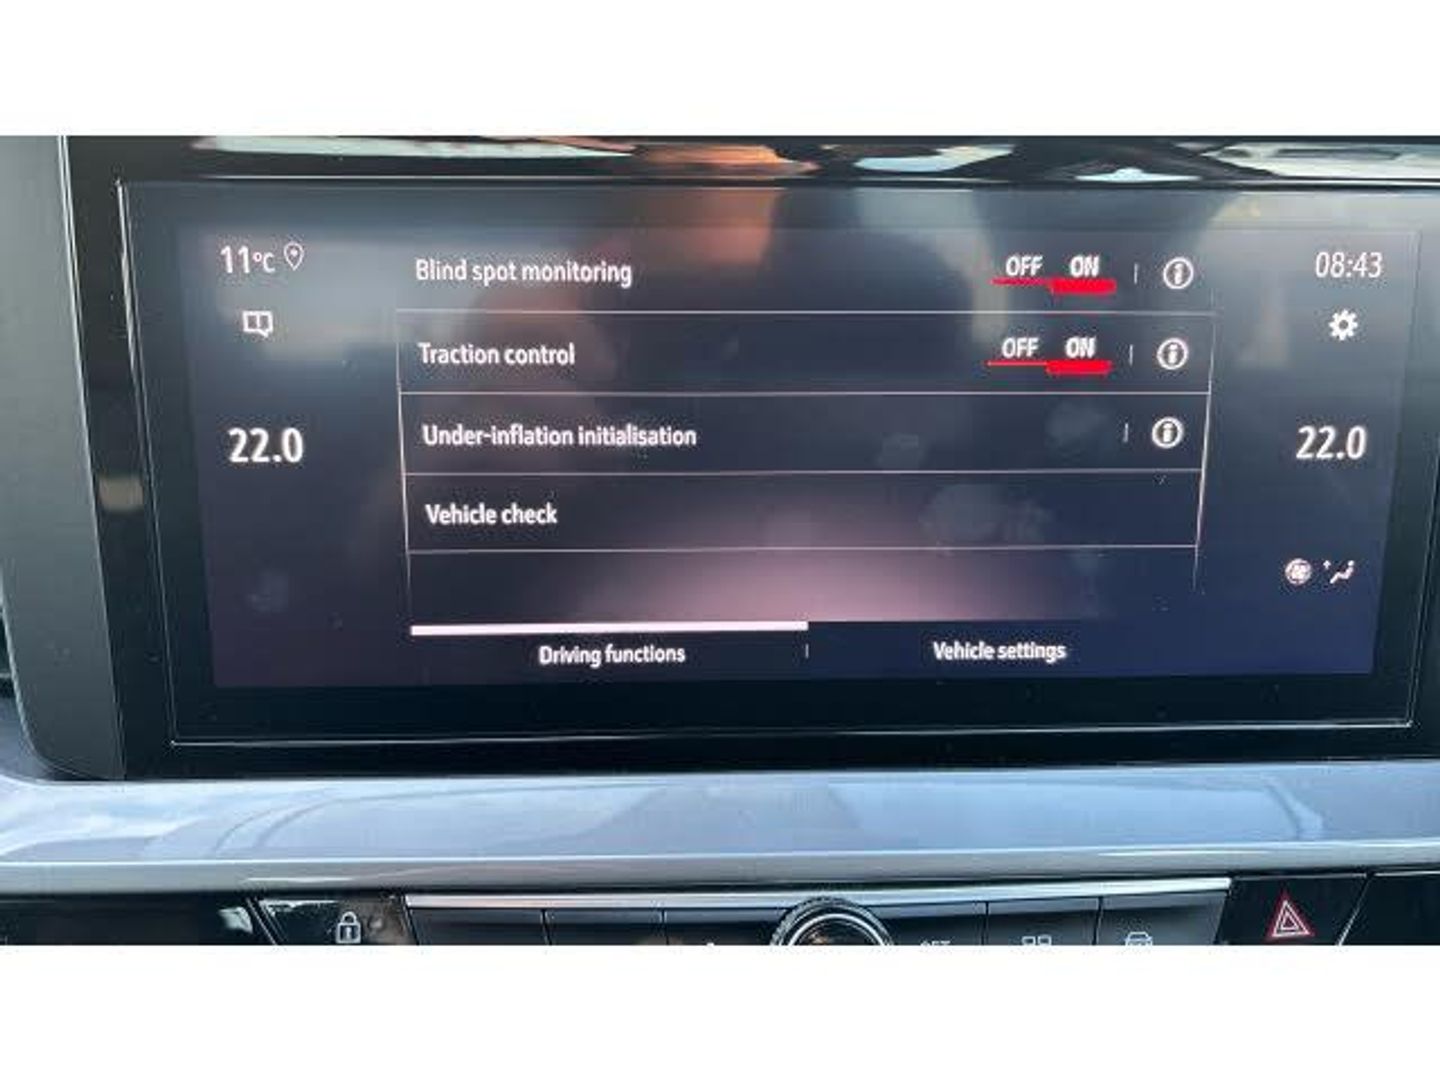 11°C
Blind spot monitoring OFF ON
08:43
Traction control OFF ON
22.0
Under-inflation initialisation
22.0
Vehicle check
Driving functions
Vehicle settings